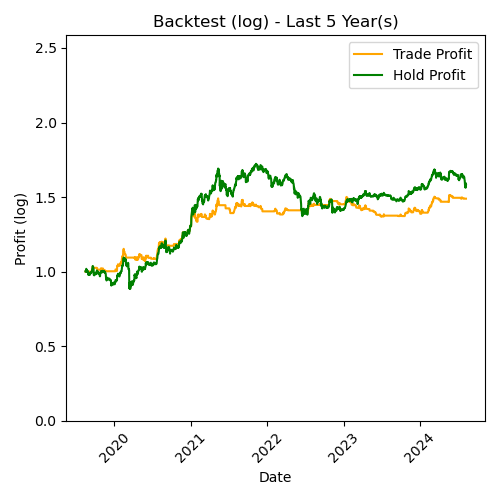 Backtest (log) - Last 5 Year(s)
Trade Profit
Hold Profit
Profit (log)
2.5
2.0
1.5
1.0
0.5
0.0
2020
2021
2022
2023
2024
Date